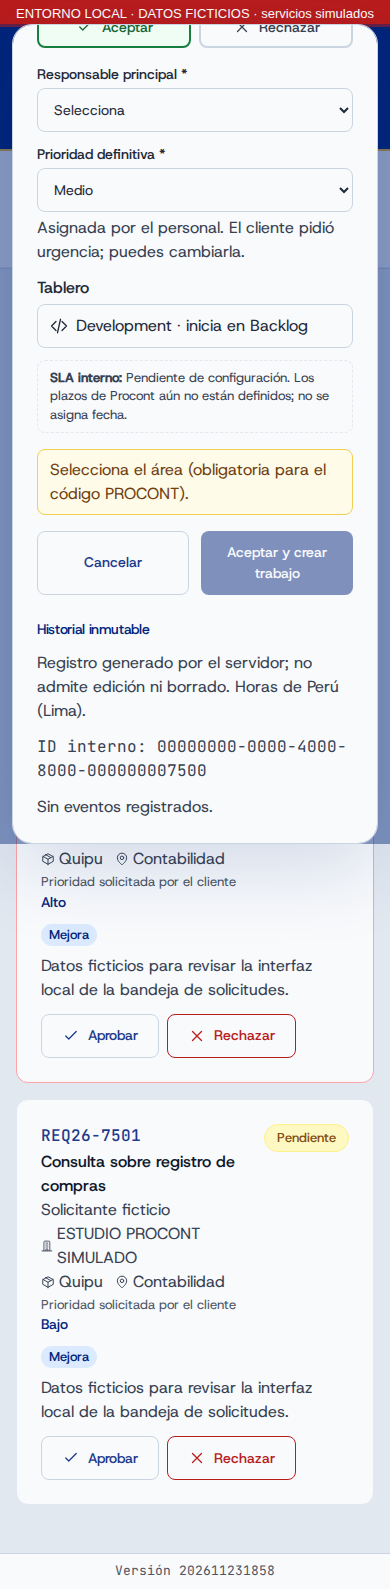 ENTORNO LOCAL · DATOS FICTICIOS · servicios simulados
Aceptar
Rechazar
Responsable principal *
Selecciona
Prioridad definitiva *
Medio
Asignada por el personal. El cliente pidió
urgencia; puedes cambiarla.
Tablero
Development · inicia en Backlog
SLA interno: Pendiente de configuración. Los
plazos de Procont aún no están definidos; no se
asigna fecha.
Selecciona el área (obligatoria para el
código PROCONT).
Cancelar
Aceptar y crear
trabajo
Historial inmutable
Registro generado por el servidor; no
admite edición ni borrado. Horas de Perú
(Lima).
ID interno: 00000000-0000-4000-
8000-000000007500
Sin eventos registrados.
Quipu Contabilidad
Prioridad solicitada por el cliente
Alto
Mejora
Datos ficticios para revisar la interfaz
local de la bandeja de solicitudes.
Aprobar
Rechazar
REQ26-7501
Pendiente
Consulta sobre registro de
compras
Solicitante ficticio
ESTUDIO PROCONT
SIMULADO
Quipu Contabilidad
Prioridad solicitada por el cliente
Bajo
Mejora
Datos ficticios para revisar la interfaz
local de la bandeja de solicitudes.
Aprobar
Rechazar
Versión 202611231858